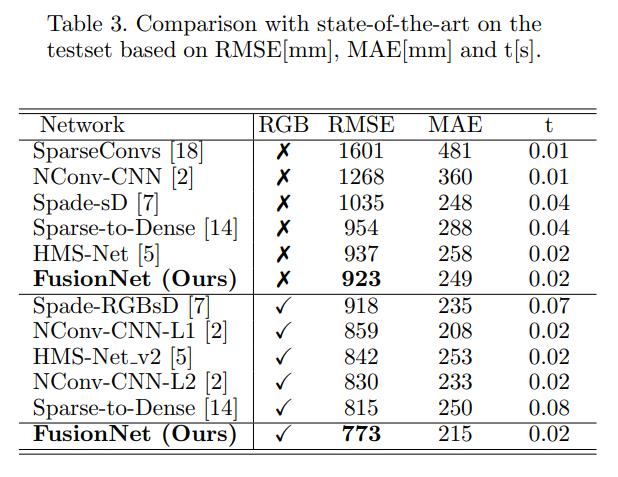 Table 3. Comparison with state-of-the-art on the
testset based on RMSE[mm], MAE[mm] and t[s].
Network RGB RMSE MAE t
SparseConvs [18] ✗ 1601 481 0.01
NConv-CNN [2] ✗ 1268 360 0.01
Spade-sD [7] ✗ 1035 248 0.04
Sparse-to-Dense [14] ✗ 954 288 0.04
HMS-Net [5] ✗ 937 258 0.02
FusionNet (Ours) ✗ 923 249 0.02
Spade-RGBsD [7] ✓ 918 235 0.07
NConv-CNN-L1 [2] ✓ 859 208 0.02
HMS-Net_v2 [5] ✓ 842 253 0.02
NConv-CNN-L2 [2] ✓ 830 233 0.02
Sparse-to-Dense [14] ✓ 815 250 0.08
FusionNet (Ours) ✓ 773 215 0.02